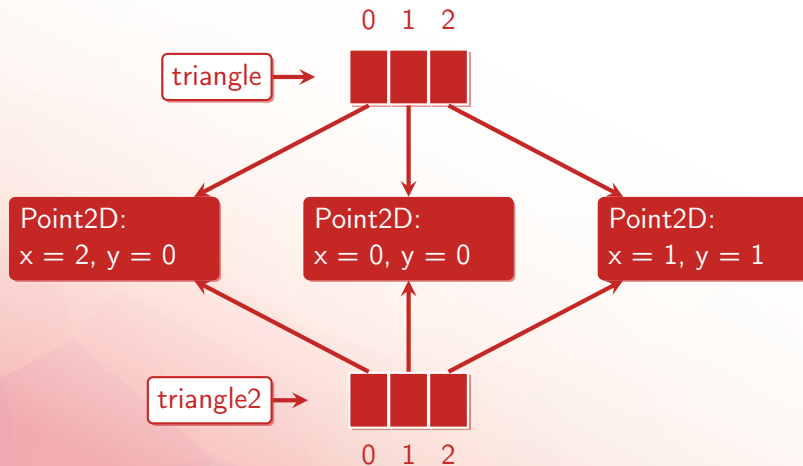 0 1 2
triangle
Point2D:
x = 2, y = 0
Point2D:
x = 0, y = 0
Point2D:
x = 1, y = 1
triangle2
0 1 2